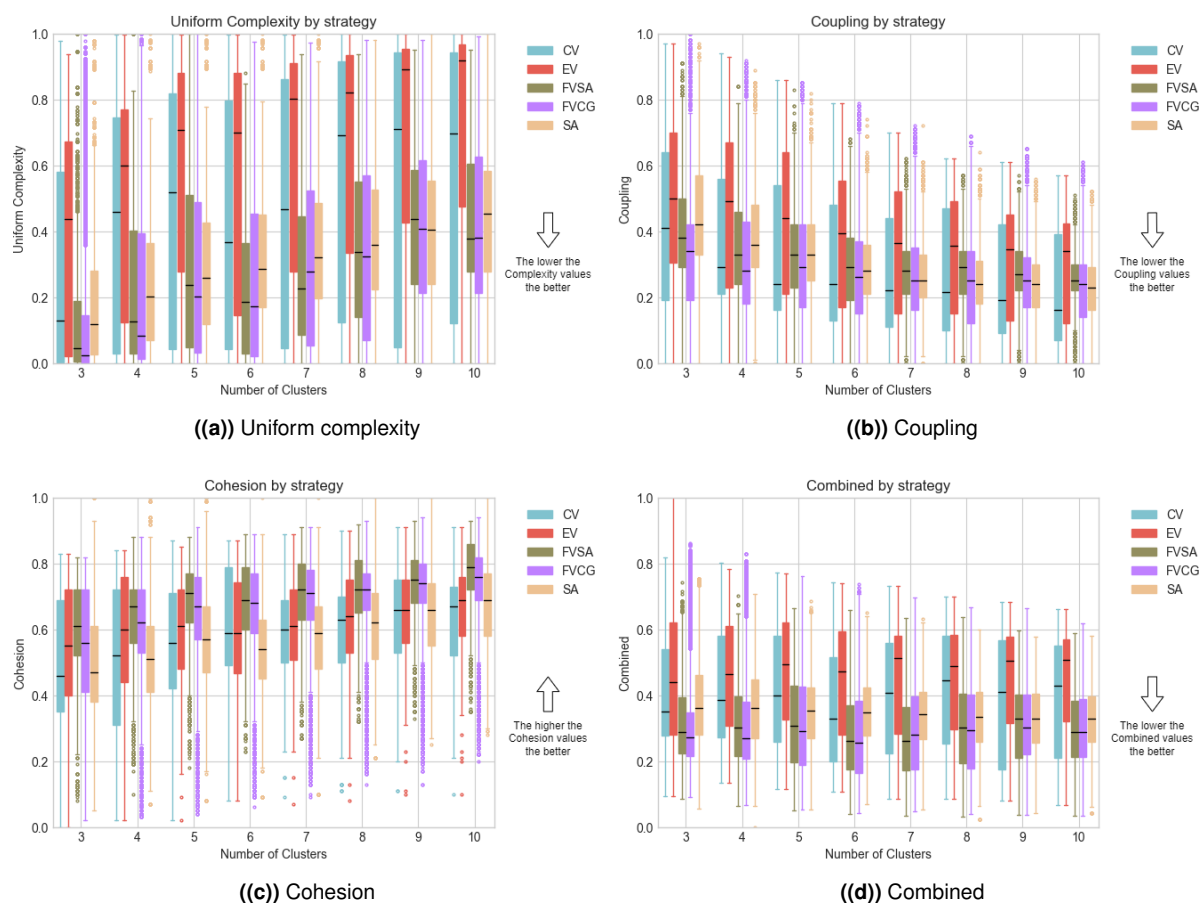 Uniform Complexity by strategy
1.0
0.8
0.6
0.4
0.2
0.0
Uniform Complexity
3 4 5 6 7 8 9 10
Number of Clusters
CV
EV
FVSA
FVCG
SA
The lower the
Complexity values
the better
((a)) Uniform complexity
Coupling by strategy
1.0
0.8
0.6
0.4
0.2
0.0
Coupling
3 4 5 6 7 8 9 10
Number of Clusters
CV
EV
FVSA
FVCG
SA
The lower the
Coupling values
the better
((b)) Coupling
Cohesion by strategy
1.0
0.8
0.6
0.4
0.2
0.0
Cohesion
3 4 5 6 7 8 9 10
Number of Clusters
CV
EV
FVSA
FVCG
SA
The higher the
Cohesion values
the better
((c)) Cohesion
Combined by strategy
1.0
0.8
0.6
0.4
0.2
0.0
Combined
3 4 5 6 7 8 9 10
Number of Clusters
CV
EV
FVSA
FVCG
SA
The lower the
Combined values
the better
((d)) Combined